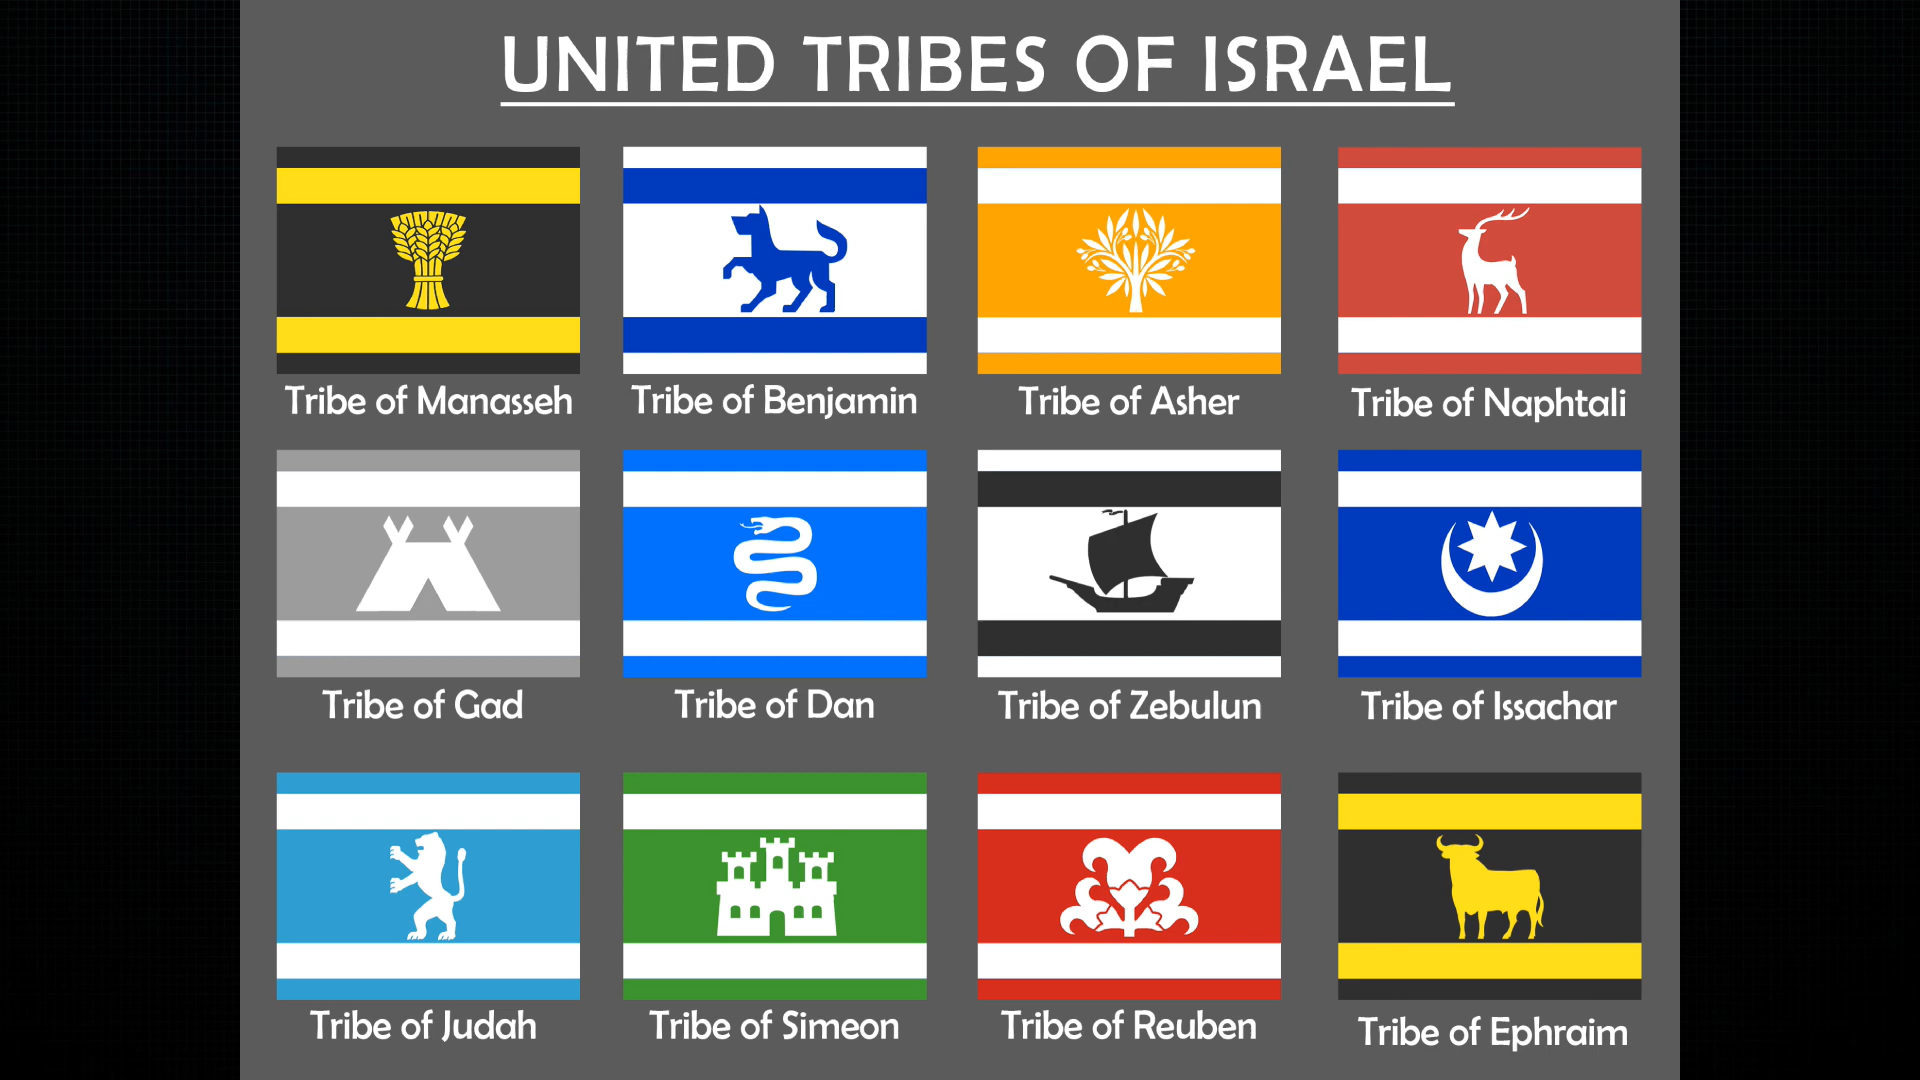 UNITED TRIBES OF ISRAEL
Tribe of Manasseh
Tribe of Benjamin
Tribe of Asher
Tribe of Naphtali
Tribe of Gad
Tribe of Dan
Tribe of Zebulun
Tribe of Issachar
Tribe of Judah
Tribe of Simeon
Tribe of Reuben
Tribe of Ephraim